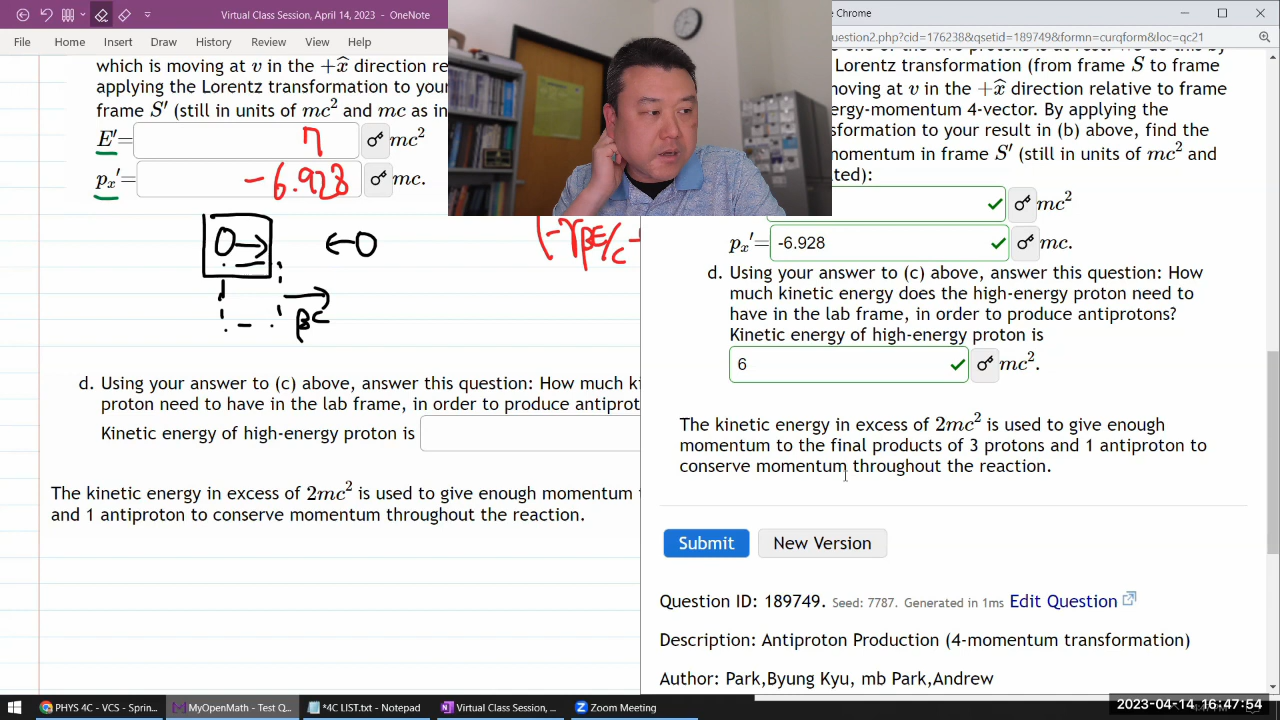 Virtual Class Session, April 14, 2023 - OneNote
File Home Insert Draw History Review View Help
which is moving at v in the +x̂ direction re
applying the Lorentz transformation to your
frame S′ (still in units of mc² and mc as in
E′= 7 mc²
pₓ′= -6.928 mc.
βc
(-γβE/c
d. Using your answer to (c) above, answer this question: How much ki
proton need to have in the lab frame, in order to produce antiprot
Kinetic energy of high-energy proton is
The kinetic energy in excess of 2mc² is used to give enough momentum
and 1 antiproton to conserve momentum throughout the reaction.
Chrome
question2.php?cid=176238&qsetid=189749&formn=curqform&loc=qc21
Lorentz transformation (from frame S to frame
moving at v in the +x̂ direction relative to frame
ergy-momentum 4-vector. By applying the
sformation to your result in (b) above, find the
momentum in frame S′ (still in units of mc² and
ted):
mc²
pₓ′= -6.928 mc.
d. Using your answer to (c) above, answer this question: How
much kinetic energy does the high-energy proton need to
have in the lab frame, in order to produce antiprotons?
Kinetic energy of high-energy proton is
6 mc².
The kinetic energy in excess of 2mc² is used to give enough
momentum to the final products of 3 protons and 1 antiproton to
conserve momentum throughout the reaction.
Submit New Version
Question ID: 189749. Seed: 7787. Generated in 1ms Edit Question
Description: Antiproton Production (4-momentum transformation)
Author: Park,Byung Kyu, mb Park,Andrew
PHYS 4C - VCS - Sprin... MyOpenMath - Test Q... *4C LIST.txt - Notepad Virtual Class Session,... Zoom Meeting
2023-04-14 16:47:54